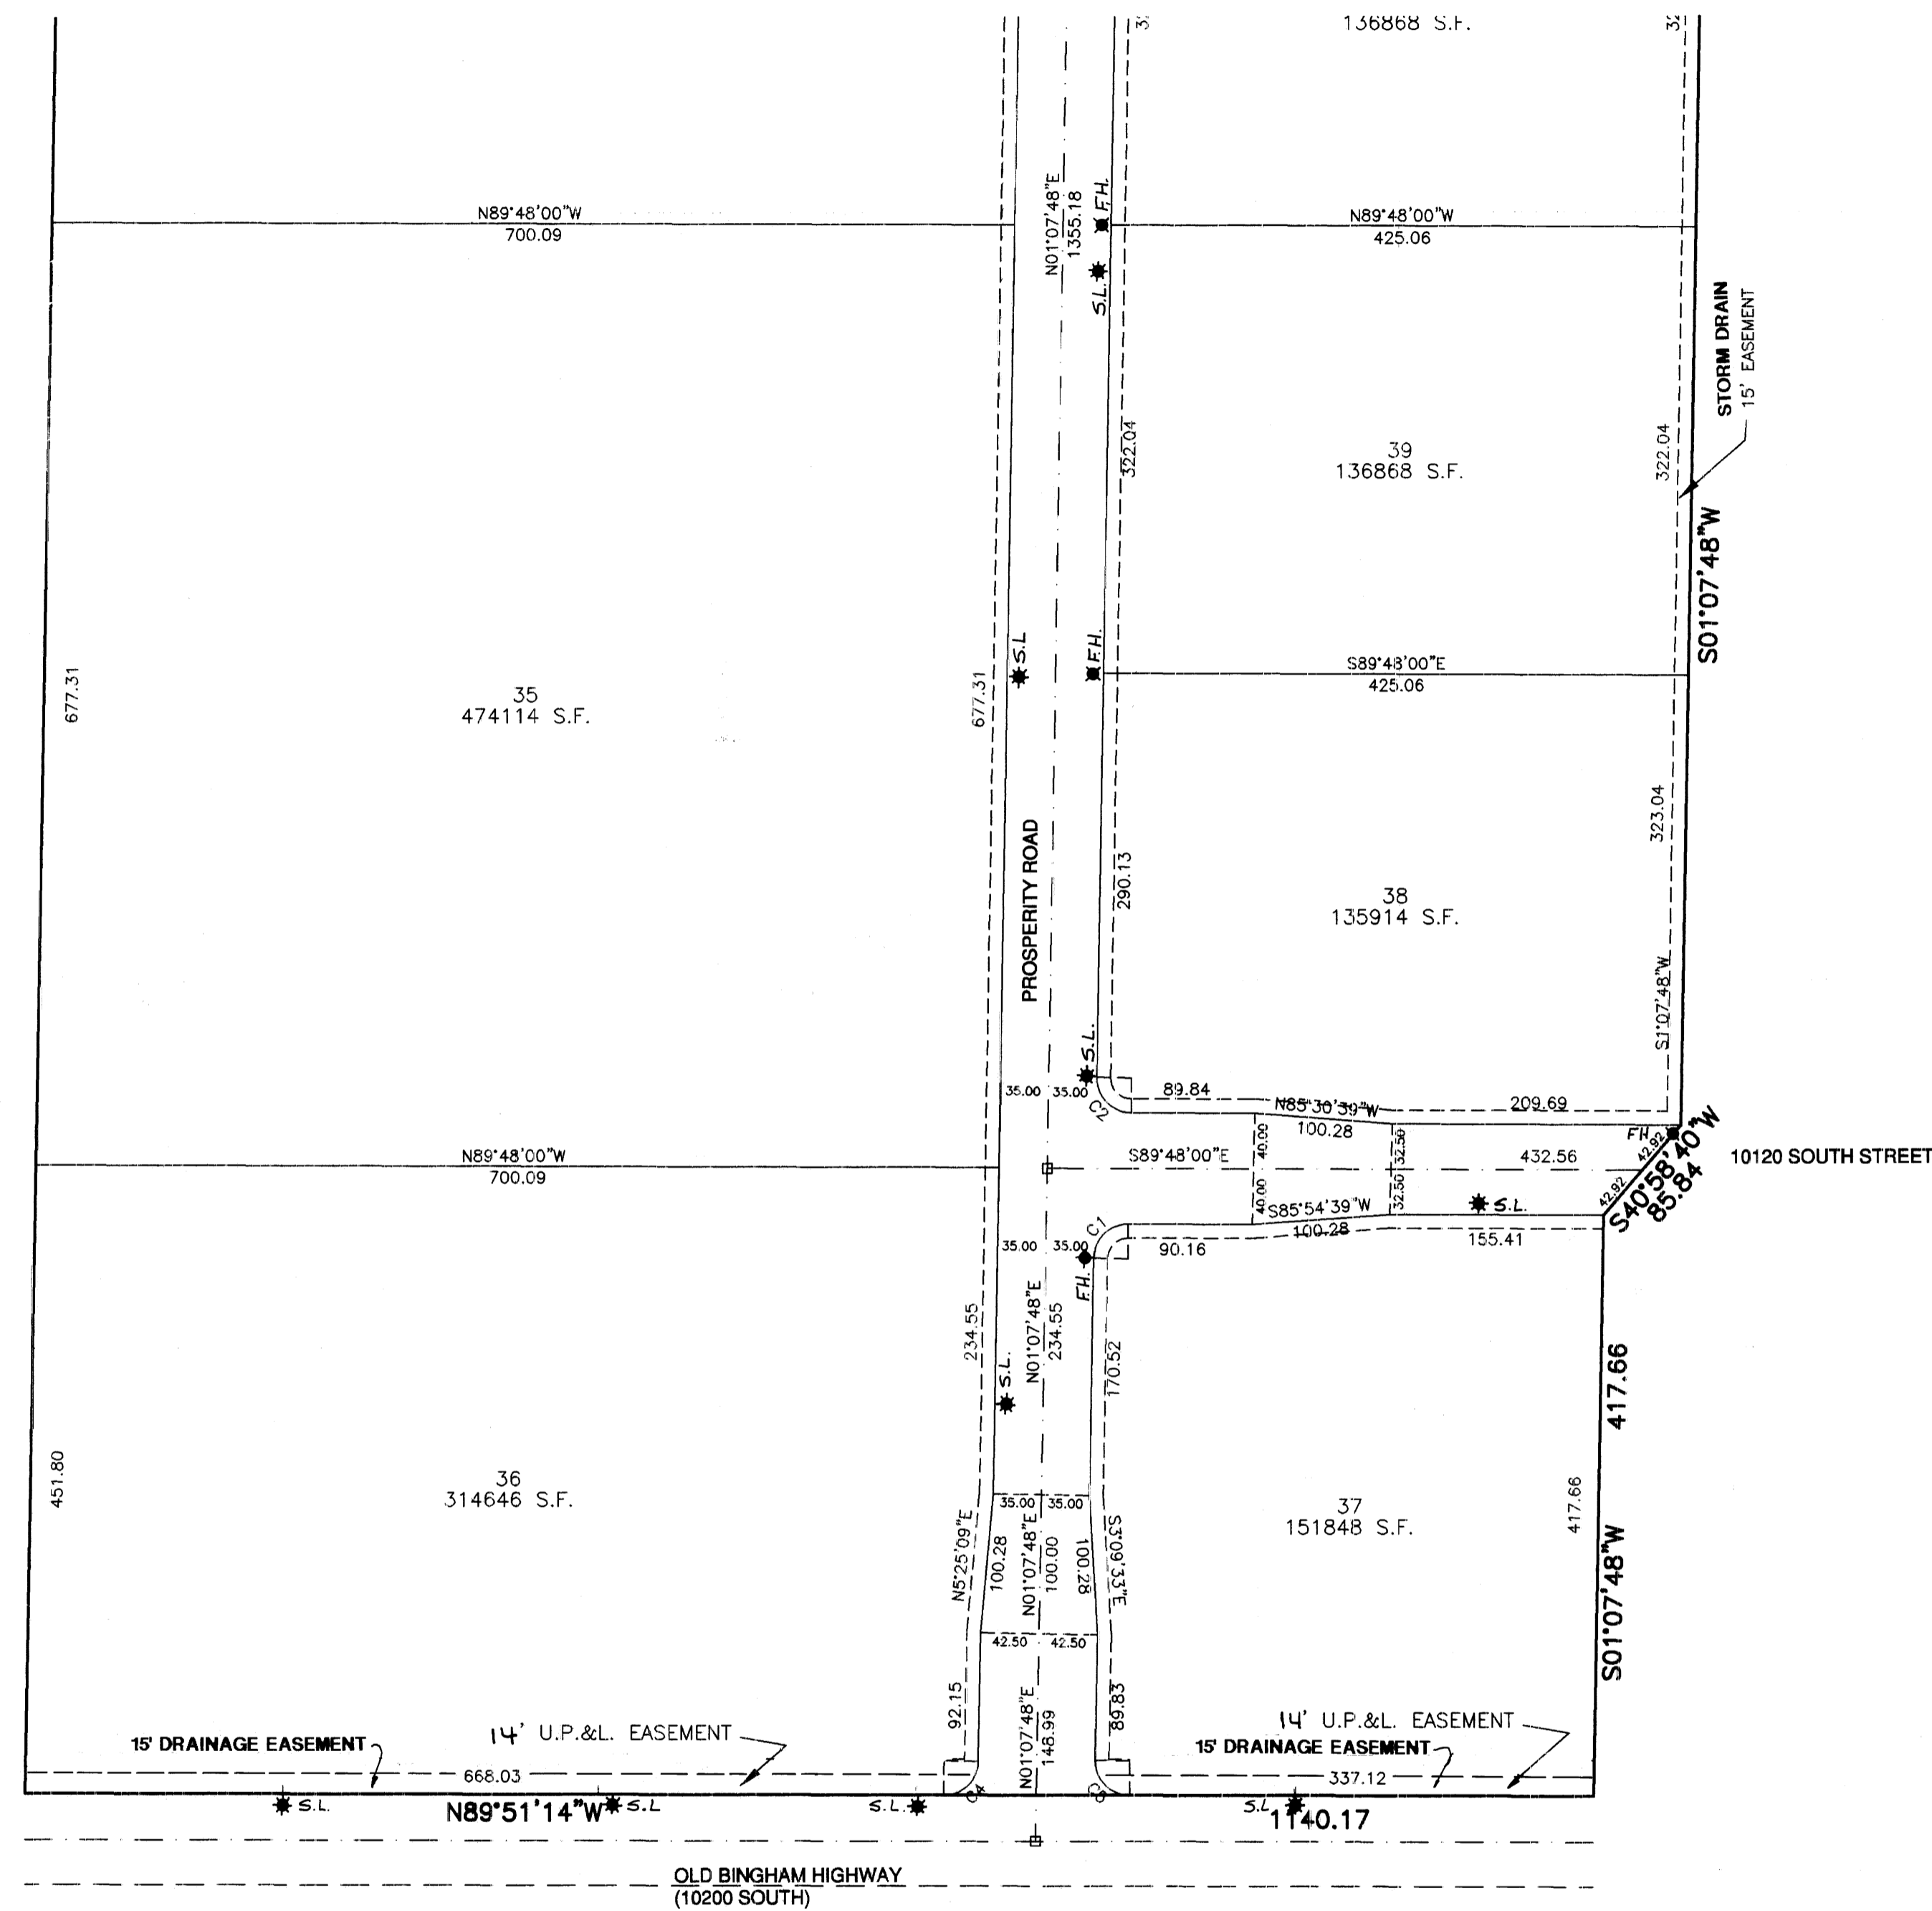 136868 S.F.
N89°48'00"W
700.09
N01°07'48"E
1355.18
F.H.
S.L.
N89°48'00"W
425.06
STORM DRAIN
15' EASEMENT
322.04
39
136868 S.F.
322.04
S01°07'48"W
677.31
35
474114 S.F.
677.31
S.L
F.H.
S89°48'00"E
425.06
PROSPERITY ROAD
290.13
38
135914 S.F.
323.04
S1°07'48"W
S.L.
35.00
35.00
C2
89.84
N85°30'39"W
100.28
209.69
N89°48'00"W
700.09
S89°48'00"E
40.00
40.00
32.50
32.50
432.56
F.H.
42.92
42.92
S40°58'40"W
85.84
10120 SOUTH STREET
S.L.
S85°54'39"W
100.28
155.41
C1
90.16
35.00
35.00
F.H.
234.55
N01°07'48"E
234.55
170.52
S.L.
417.66
417.66
S01°07'48"W
451.80
36
314646 S.F.
37
151848 S.F.
35.00
35.00
N5°25'09"E
100.28
N01°07'48"E
100.00
100.28
S3°09'33"E
42.50
42.50
92.15
N01°07'48"E
148.99
89.83
15' DRAINAGE EASEMENT
14' U.P.&L. EASEMENT
14' U.P.&L. EASEMENT
15' DRAINAGE EASEMENT
668.03
337.12
C4
S.L.
N89°51'14"W
S.L
S.L.
S.L.
1140.17
OLD BINGHAM HIGHWAY
(10200 SOUTH)